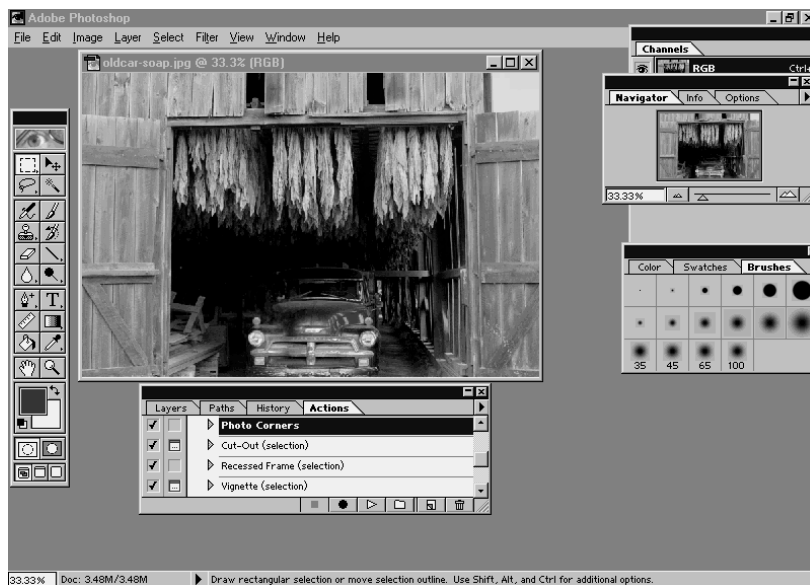 Adobe Photoshop
File Edit Image Layer Select Filter View Window Help
oldcar-soap.jpg @ 33.3% (RGB)
Channels
RGB Ctrl+
Navigator Info Options
33.33%
Color Swatches Brushes
35 45 65 100
Layers Paths History Actions
Photo Corners
Cut-Out (selection)
Recessed Frame (selection)
Vignette (selection)
T
33.33% Doc: 3.48M/3.48M Draw rectangular selection or move selection outline. Use Shift, Alt, and Ctrl for additional options.